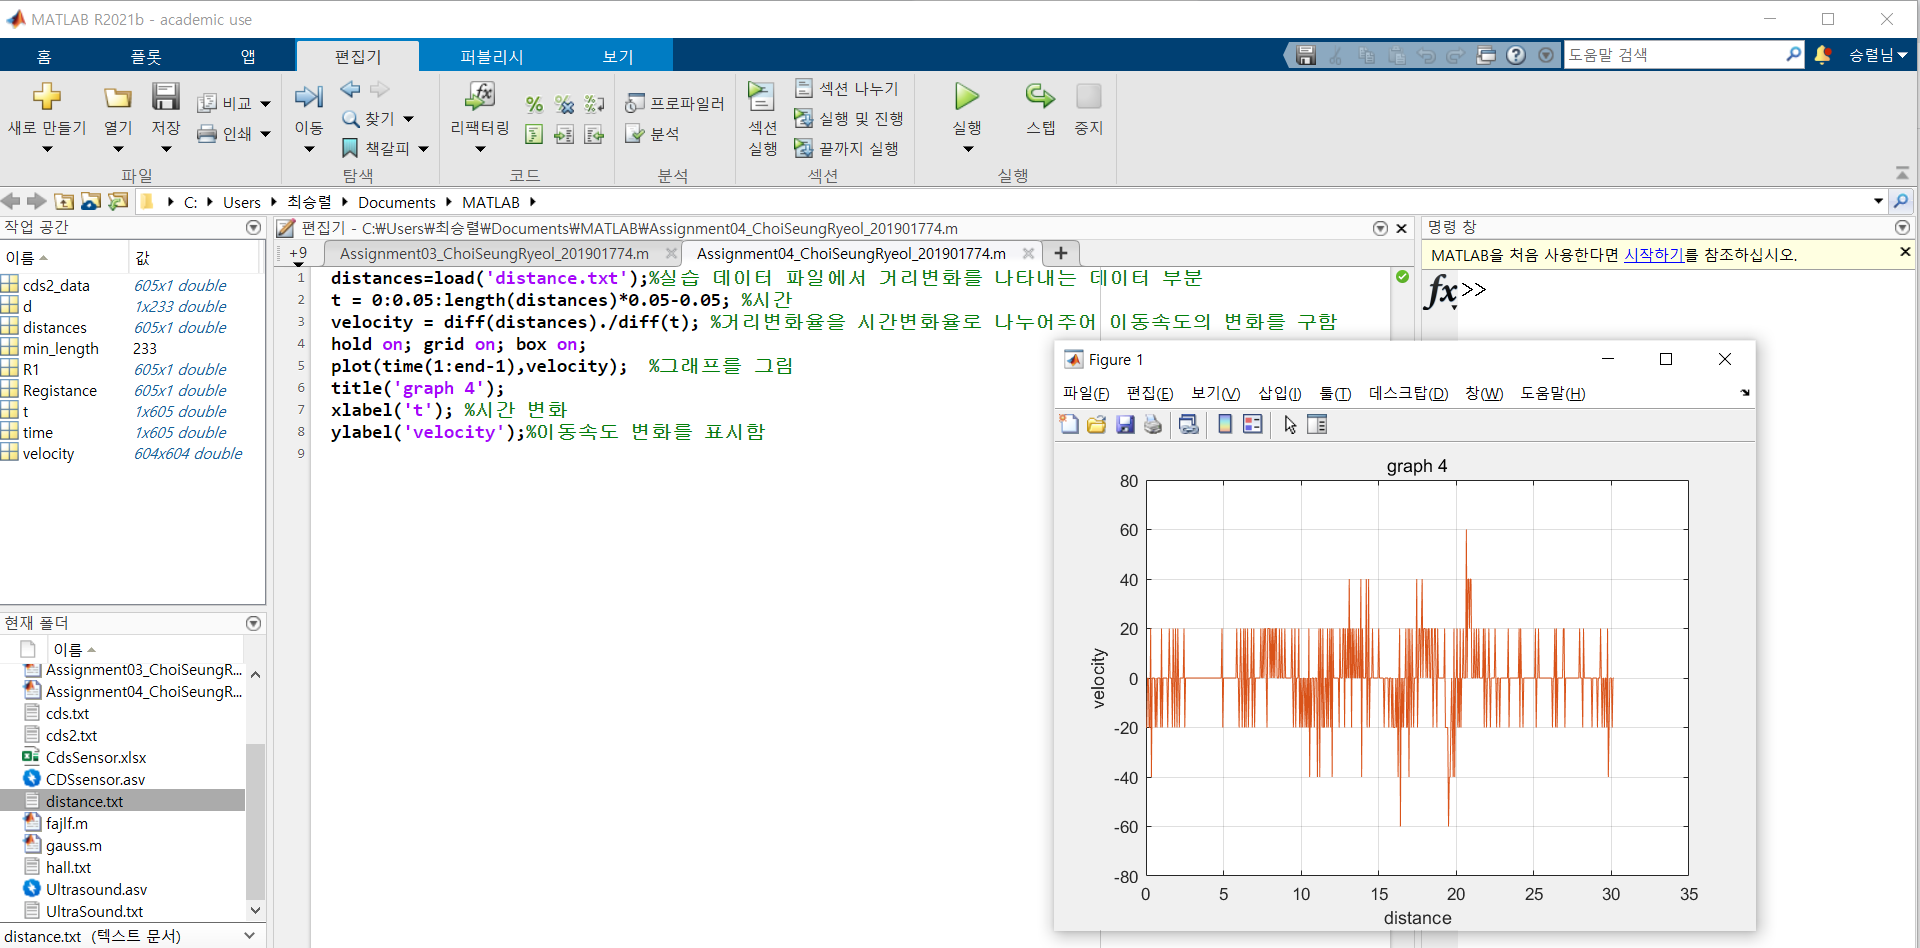 MATLAB R2021b - academic use
홈 플롯 앱 편집기 퍼블리시 보기
도움말 검색
승렬님
새로 만들기
열기
저장
비교
인쇄
파일
이동
찾기
책갈피
탐색
리팩터링
코드
프로파일러
분석
분석
섹션
실행
섹션 나누기
실행 및 진행
끝까지 실행
섹션
실행
스텝
중지
실행
C: Users 최승렬 Documents MATLAB
작업 공간
이름 값
cds2_data 605x1 double
d 1x233 double
distances 605x1 double
min_length 233
R1 605x1 double
Registance 605x1 double
t 1x605 double
time 1x605 double
velocity 604x604 double
현재 폴더
이름
Assignment03_ChoiSeungR...
Assignment04_ChoiSeungR...
cds.txt
cds2.txt
CdsSensor.xlsx
CDSsensor.asv
distance.txt
fajlf.m
gauss.m
hall.txt
Ultrasound.asv
UltraSound.txt
distance.txt (텍스트 문서)
편집기 - C:₩Users₩최승렬₩Documents₩MATLAB₩Assignment04_ChoiSeungRyeol_201901774.m
+9 Assignment03_ChoiSeungRyeol_201901774.m Assignment04_ChoiSeungRyeol_201901774.m
1 distances=load('distance.txt');%실습 데이터 파일에서 거리변화를 나타내는 데이터 부분
2 t = 0:0.05:length(distances)*0.05-0.05; %시간
3 velocity = diff(distances)./diff(t); %거리변화율을 시간변화율로 나누어주어 이동속도의 변화를 구함
4 hold on; grid on; box on;
5 plot(time(1:end-1),velocity); %그래프를 그림
6 title('graph 4');
7 xlabel('t'); %시간 변화
8 ylabel('velocity');%이동속도 변화를 표시함
9
명령 창
MATLAB을 처음 사용한다면 시작하기를 참조하십시오.
fx >>
Figure 1
파일(F) 편집(E) 보기(V) 삽입(I) 툴(T) 데스크탑(D) 창(W) 도움말(H)
graph 4
80
60
40
20
0
-20
-40
-60
-80
velocity
0 5 10 15 20 25 30 35
distance